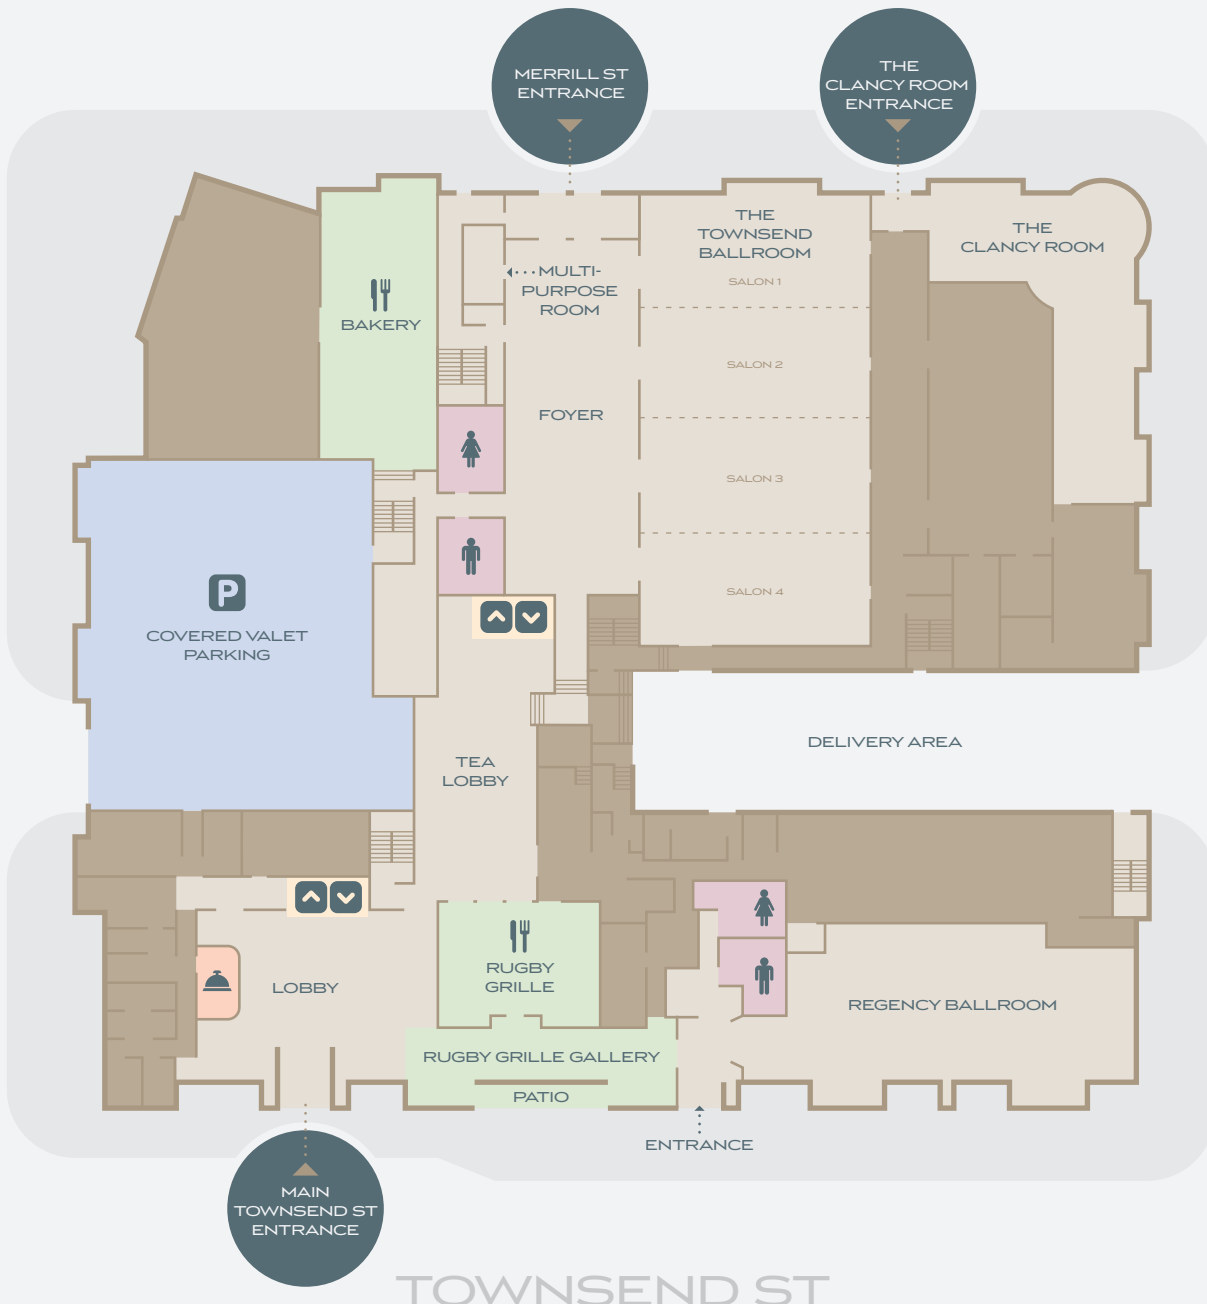 MERRILL ST
ENTRANCE
THE
CLANCY ROOM
ENTRANCE
THE
TOWNSEND
BALLROOM
SALON 1
THE
CLANCY ROOM
MULTI-
PURPOSE
ROOM
BAKERY
SALON 2
FOYER
SALON 3
P
SALON 4
COVERED VALET
PARKING
DELIVERY AREA
TEA
LOBBY
RUGBY
GRILLE
LOBBY
REGENCY BALLROOM
RUGBY GRILLE GALLERY
PATIO
ENTRANCE
MAIN
TOWNSEND ST
ENTRANCE
TOWNSEND ST